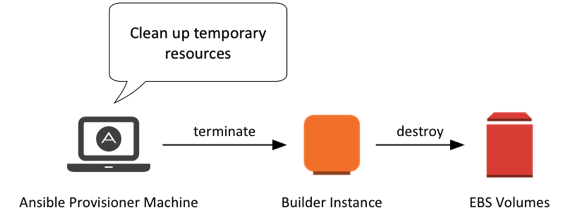 Clean up temporary
resources
terminate
destroy
Ansible Provisioner Machine
Builder Instance
EBS Volumes